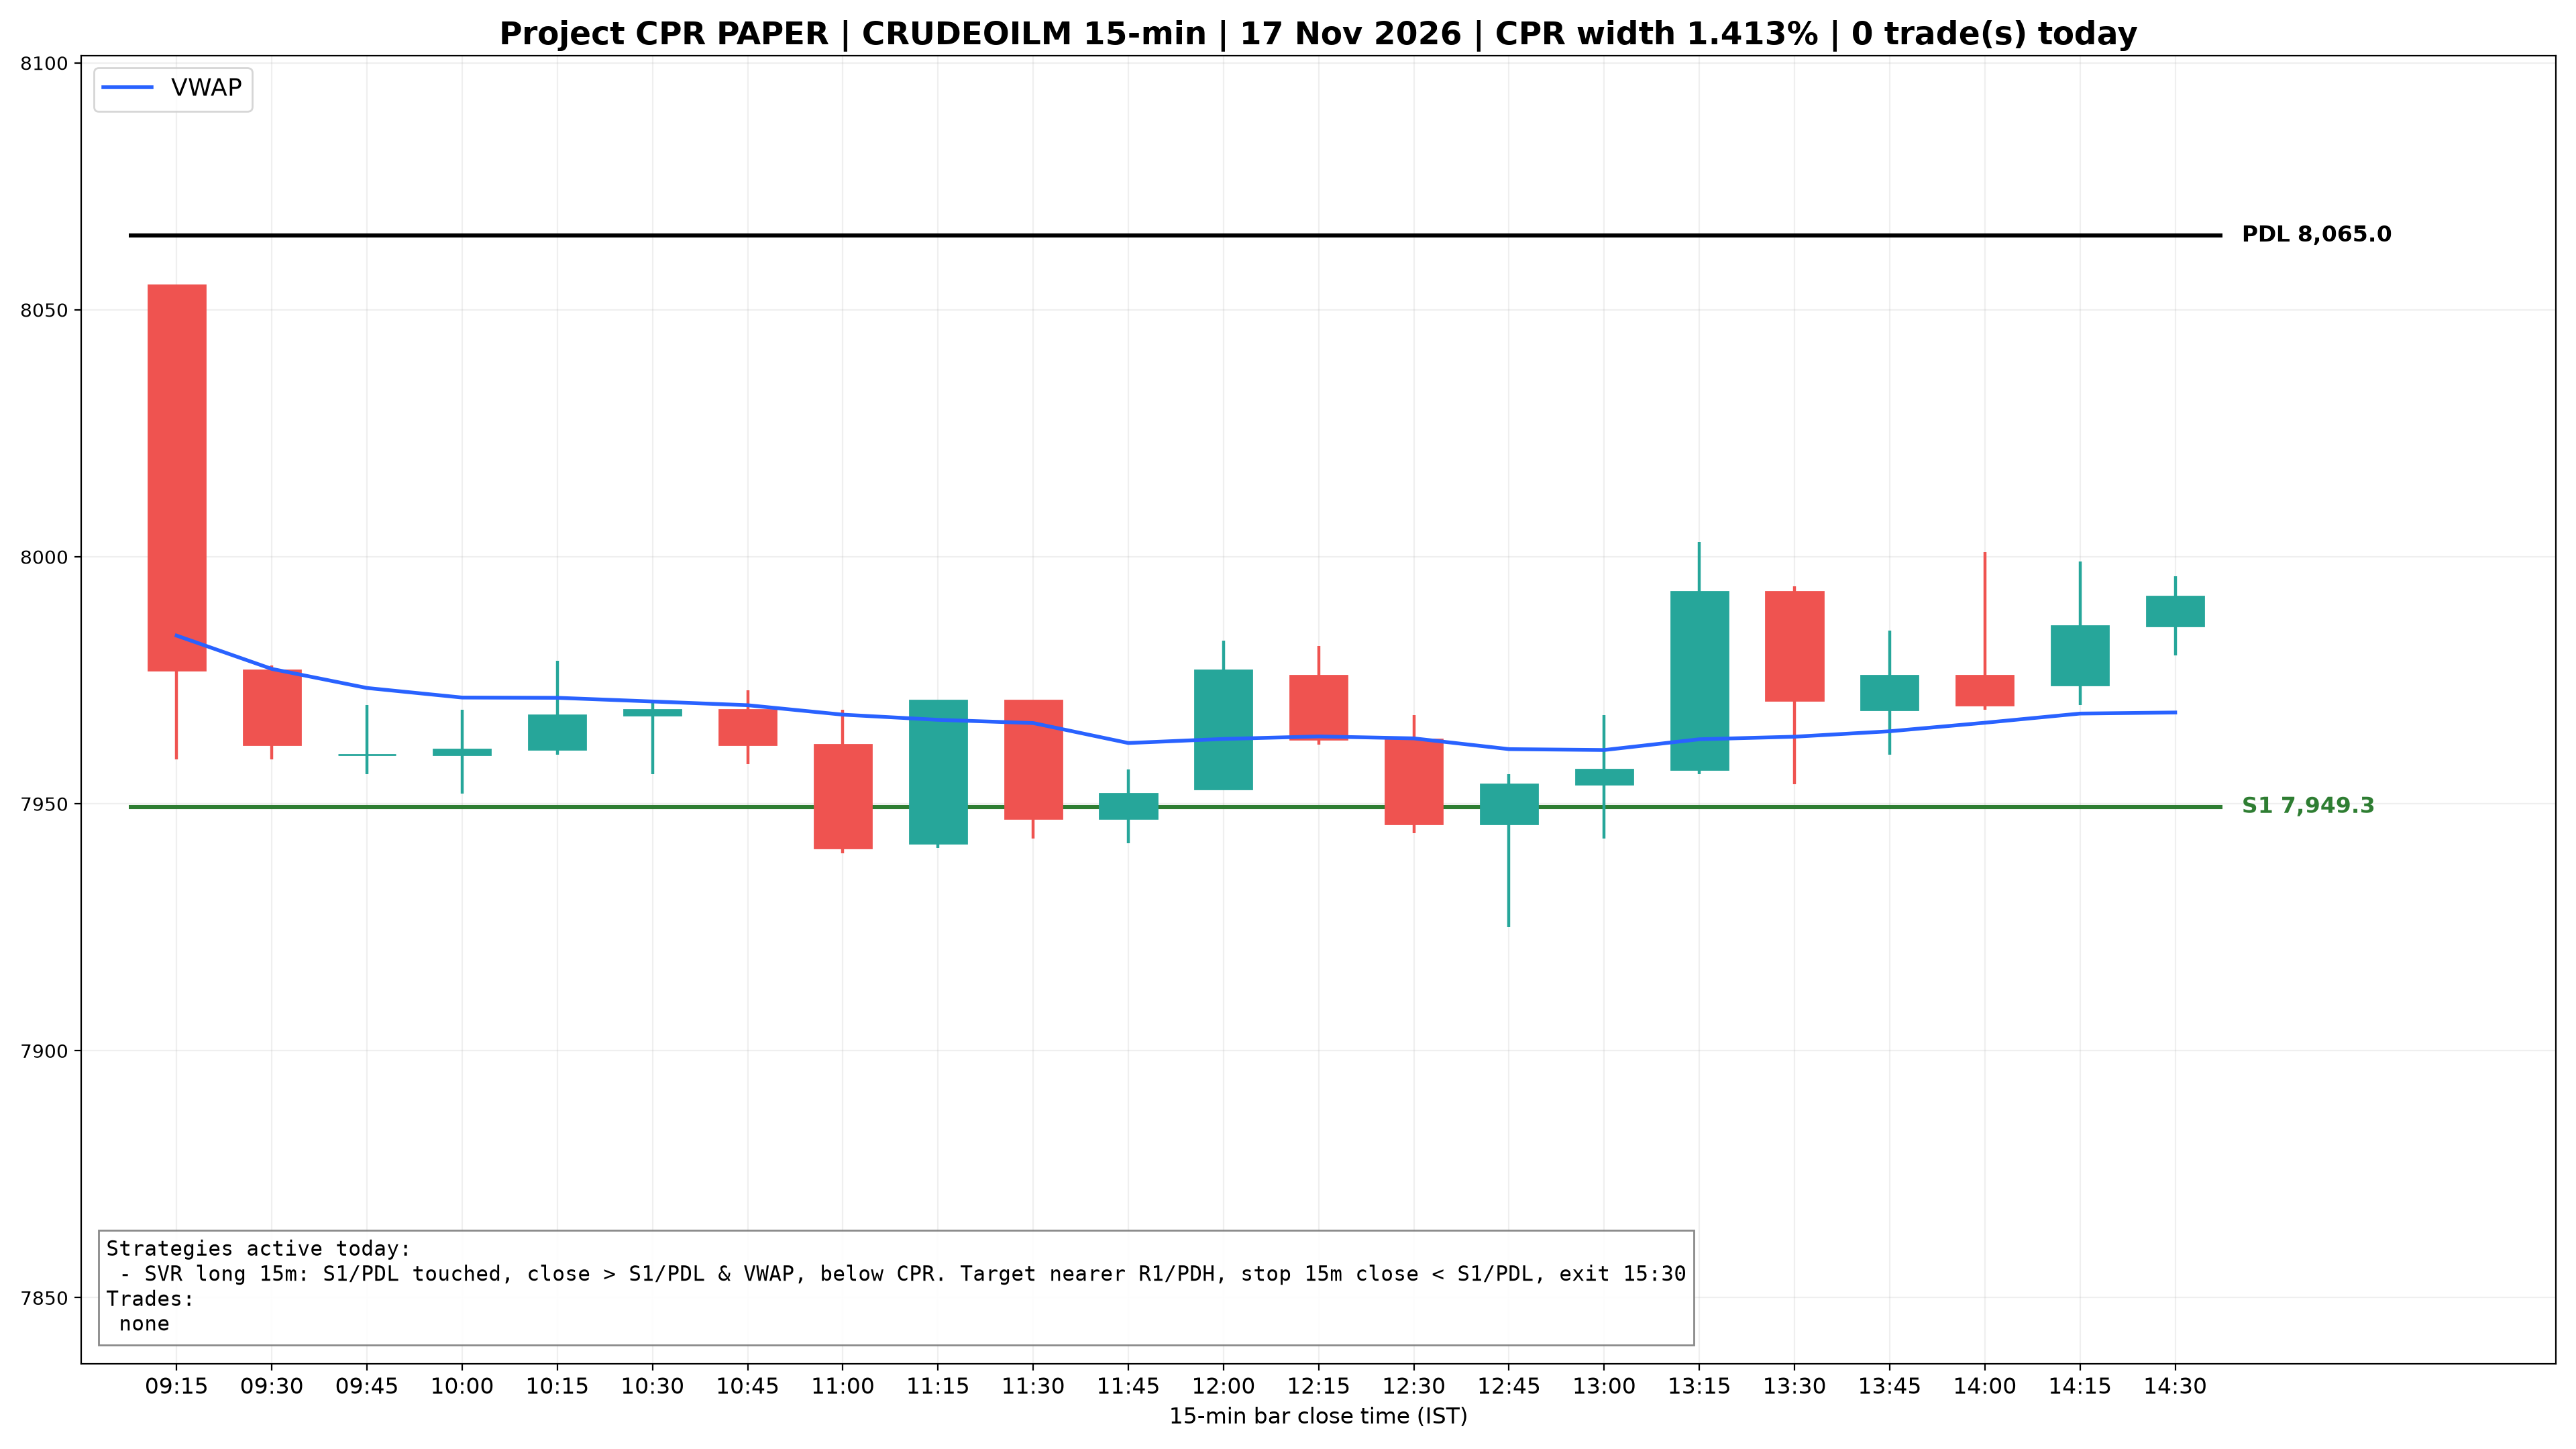 Project CPR PAPER | CRUDEOILM 15-min | 17 Nov 2026 | CPR width 1.413% | 0 trade(s) today
VWAP
8100
8050
8000
7950
7900
7850
PDL 8,065.0
S1 7,949.3
Strategies active today:
- SVR long 15m: S1/PDL touched, close > S1/PDL & VWAP, below CPR. Target nearer R1/PDH, stop 15m close < S1/PDL, exit 15:30
Trades:
none
09:15 09:30 09:45 10:00 10:15 10:30 10:45 11:00 11:15 11:30 11:45 12:00 12:15 12:30 12:45 13:00 13:15 13:30 13:45 14:00 14:15 14:30
15-min bar close time (IST)